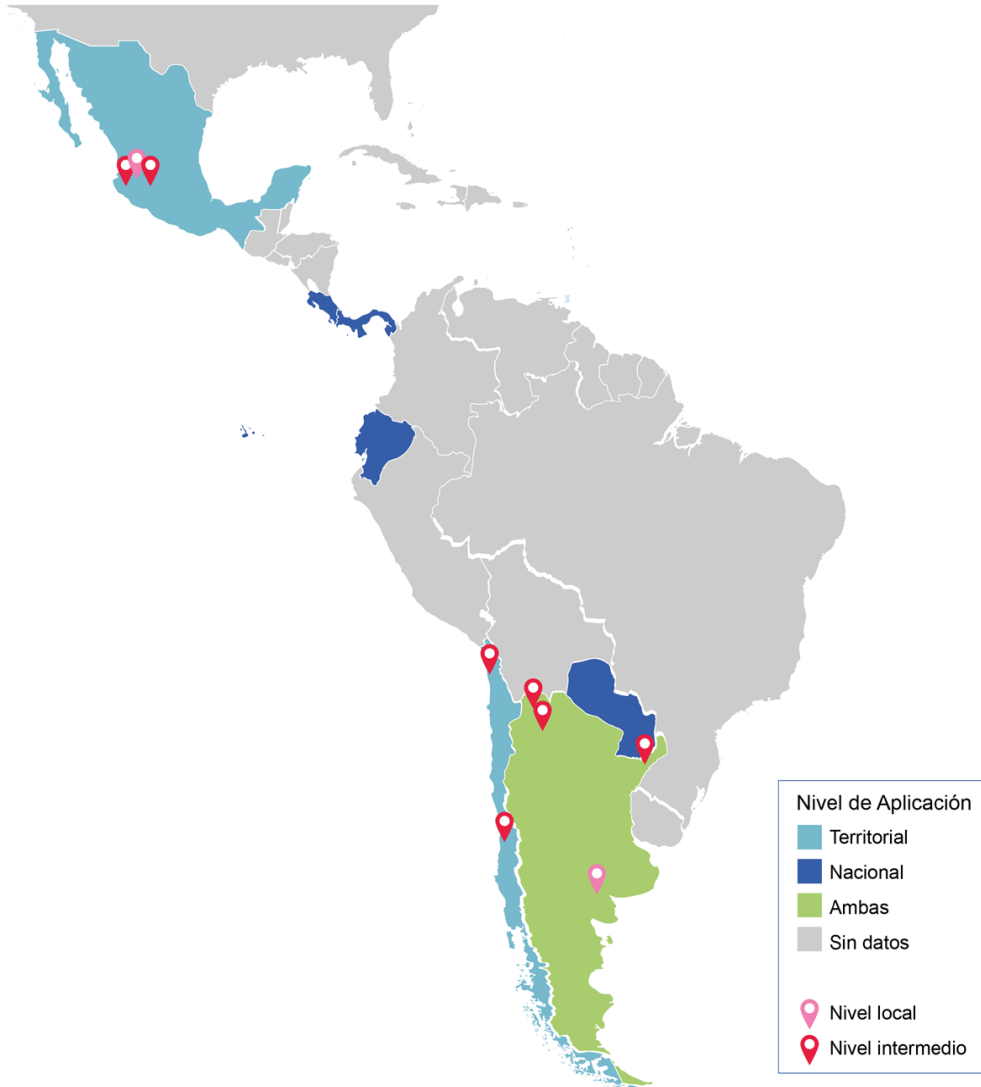 Nivel de Aplicación
Territorial
Nacional
Ambas
Sin datos
Nivel local
Nivel intermedio